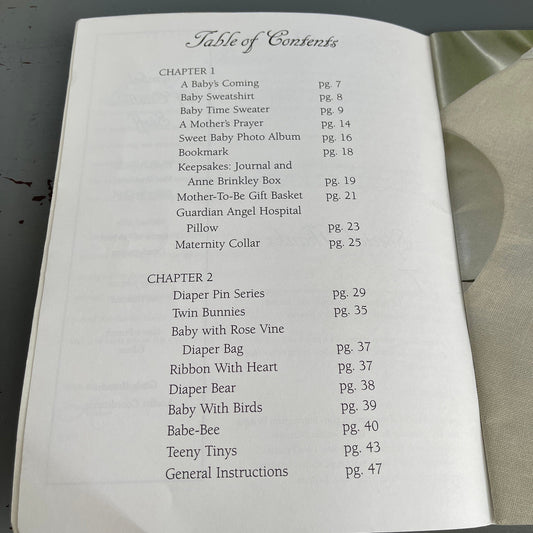 Table of Contents
CHAPTER 1
A Baby's Coming pg. 7
Baby Sweatshirt pg. 8
Baby Time Sweater pg. 9
A Mother's Prayer pg. 14
Sweet Baby Photo Album pg. 16
Bookmark pg. 18
Keepsakes: Journal and
Anne Brinkley Box pg. 19
Mother-To-Be Gift Basket pg. 21
Guardian Angel Hospital
Pillow pg. 23
Maternity Collar pg. 25
CHAPTER 2
Diaper Pin Series pg. 29
Twin Bunnies pg. 35
Baby with Rose Vine
Diaper Bag pg. 37
Ribbon With Heart pg. 37
Diaper Bear pg. 38
Baby With Birds pg. 39
Babe-Bee pg. 40
Teeny Tinys pg. 43
General Instructions pg. 47